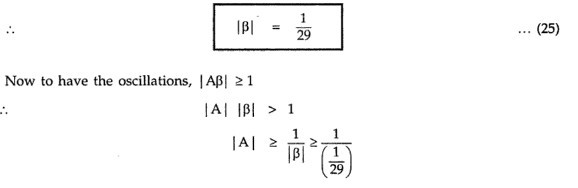 ∴ |β| = 1/29 ... (25)
Now to have the oscillations, |Aβ| ≥ 1
∴ |A| |β| > 1
|A| ≥ 1/|β| ≥ 1/(1/29)